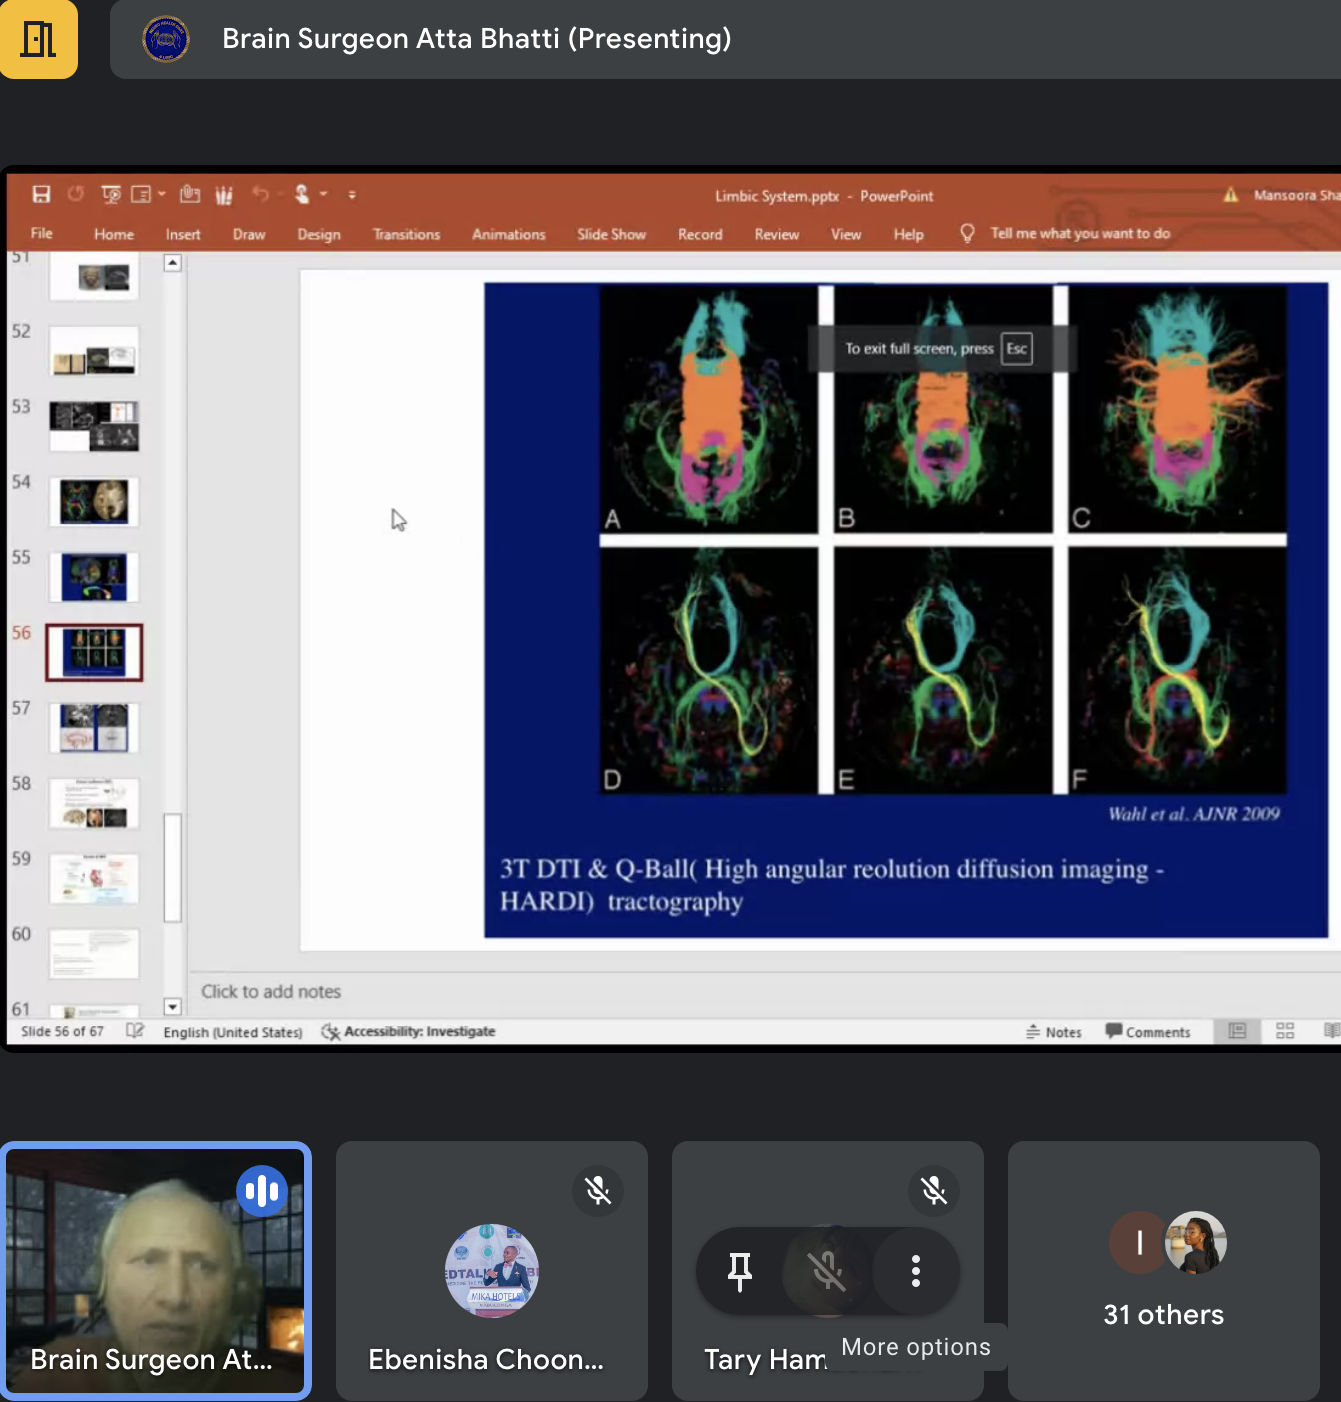 Brain Surgeon Atta Bhatti (Presenting)
Limbic System.pptx - PowerPoint
Mansoora Sha
File Home Insert Draw Design Transitions Animations Slide Show Record Review View Help Tell me what you want to do
51
52
53
54
55
56
57
58
59
60
61
To exit full screen, press Esc
A B C
D E F
Wahl et al. AJNR 2009
3T DTI & Q-Ball( High angular reolution diffusion imaging -
HARDI) tractography
Click to add notes
Slide 56 of 67 English (United States) Accessibility: Investigate Notes Comments
EDTALK
MIKA HOTEL
I
31 others
More options
Brain Surgeon At... Ebenisha Choon... Tary Ham